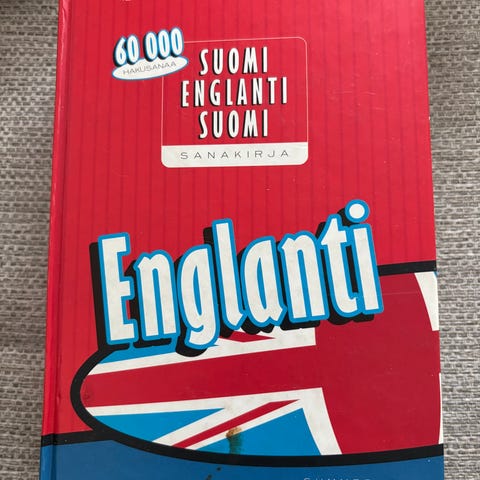 60 000
HAKUSANAA
SUOMI
ENGLANTI
SUOMI
SANAKIRJA
Englanti